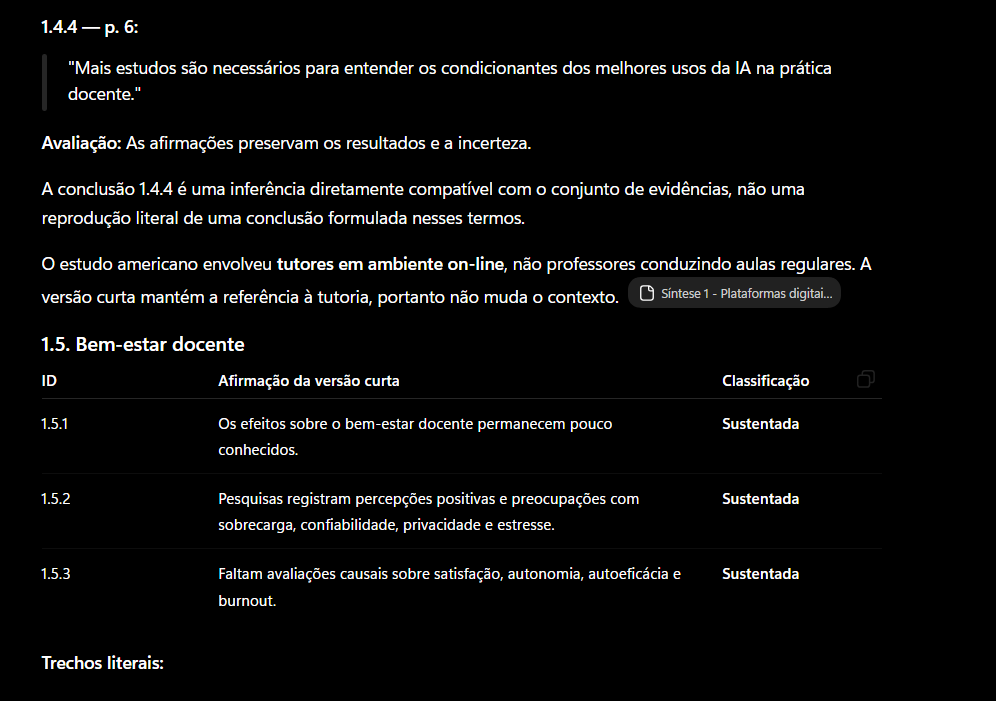 1.4.4 — p. 6:
"Mais estudos são necessários para entender os condicionantes dos melhores usos da IA na prática
docente."
Avaliação: As afirmações preservam os resultados e a incerteza.
A conclusão 1.4.4 é uma inferência diretamente compatível com o conjunto de evidências, não uma
reprodução literal de uma conclusão formulada nesses termos.
O estudo americano envolveu tutores em ambiente on-line, não professores conduzindo aulas regulares. A
versão curta mantém a referência à tutoria, portanto não muda o contexto. Síntese 1 - Plataformas digitai...
1.5. Bem-estar docente
ID Afirmação da versão curta Classificação
1.5.1 Os efeitos sobre o bem-estar docente permanecem pouco Sustentada
conhecidos.
1.5.2 Pesquisas registram percepções positivas e preocupações com Sustentada
sobrecarga, confiabilidade, privacidade e estresse.
1.5.3 Faltam avaliações causais sobre satisfação, autonomia, autoeficácia e Sustentada
burnout.
Trechos literais: